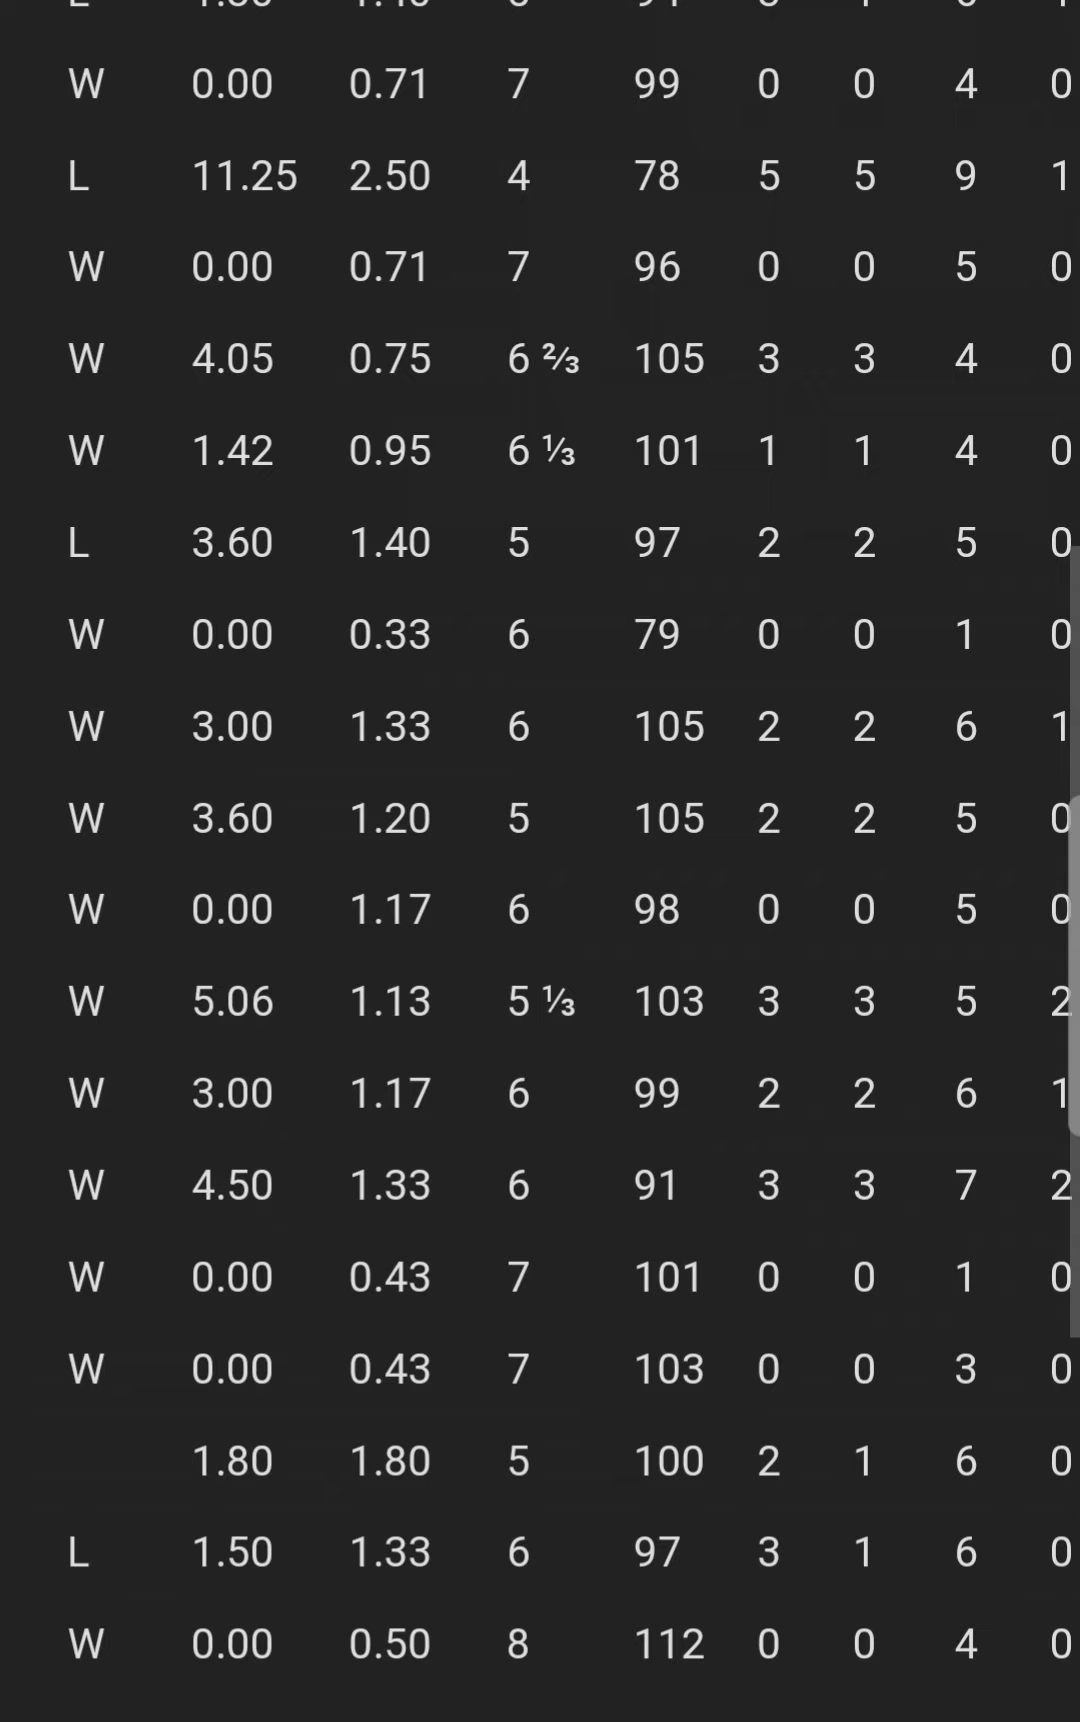 W 0.00 0.71 7 99 0 0 4 0
L 11.25 2.50 4 78 5 5 9 1
W 0.00 0.71 7 96 0 0 5 0
W 4.05 0.75 6 ⅔ 105 3 3 4 0
W 1.42 0.95 6 ⅓ 101 1 1 4 0
L 3.60 1.40 5 97 2 2 5 0
W 0.00 0.33 6 79 0 0 1 0
W 3.00 1.33 6 105 2 2 6 1
W 3.60 1.20 5 105 2 2 5 0
W 0.00 1.17 6 98 0 0 5 0
W 5.06 1.13 5 ⅓ 103 3 3 5 2
W 3.00 1.17 6 99 2 2 6 1
W 4.50 1.33 6 91 3 3 7 2
W 0.00 0.43 7 101 0 0 1 0
W 0.00 0.43 7 103 0 0 3 0
1.80 1.80 5 100 2 1 6 0
L 1.50 1.33 6 97 3 1 6 0
W 0.00 0.50 8 112 0 0 4 0